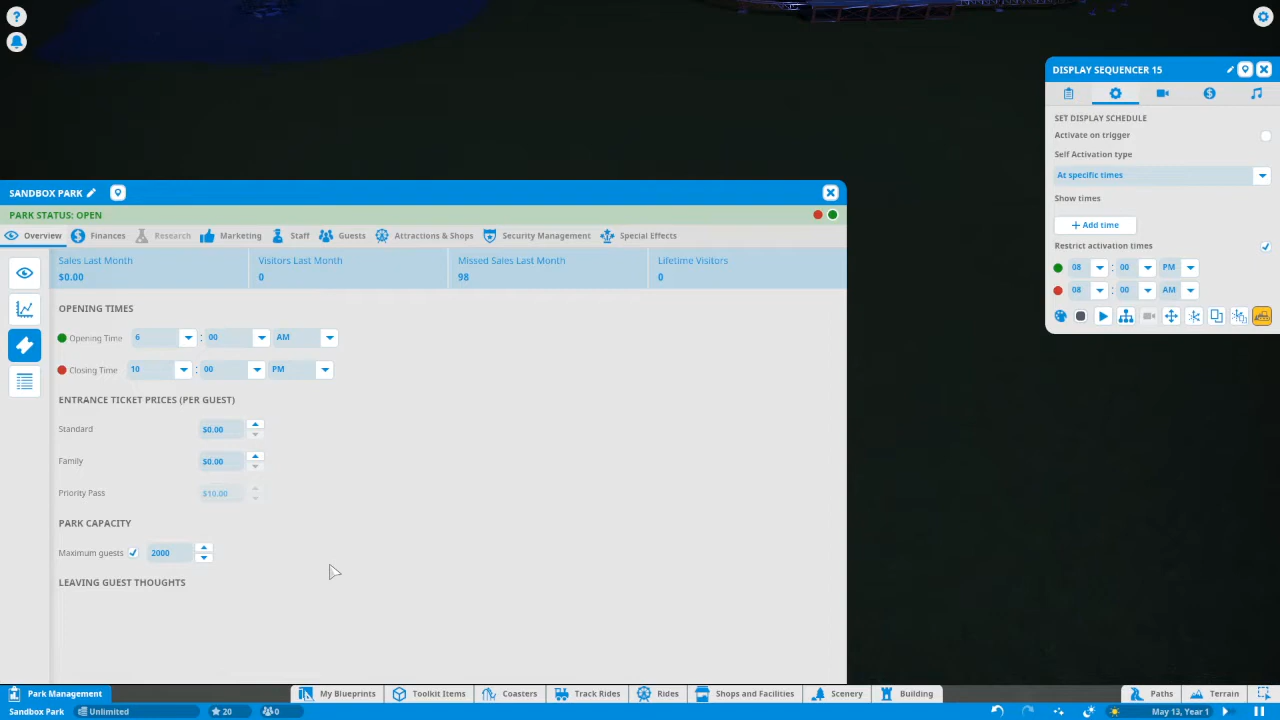 ?
DISPLAY SEQUENCER 15
SET DISPLAY SCHEDULE
Activate on trigger
Self Activation type
At specific times
Show times
+ Add time
Restrict activation times
08 : 00 PM
08 : 00 AM
SANDBOX PARK
PARK STATUS: OPEN
Overview Finances Research Marketing Staff Guests Attractions & Shops Security Management Special Effects
Sales Last Month Visitors Last Month Missed Sales Last Month Lifetime Visitors
$0.00 0 98 0
OPENING TIMES
Opening Time 6 : 00 AM
Closing Time 10 : 00 PM
ENTRANCE TICKET PRICES (PER GUEST)
Standard $0.00
Family $0.00
Priority Pass $10.00
PARK CAPACITY
Maximum guests 2000
LEAVING GUEST THOUGHTS
Park Management My Blueprints Toolkit Items Coasters Track Rides Rides Shops and Facilities Scenery Building Paths Terrain
Sandbox Park Unlimited 20 0 May 13, Year 1